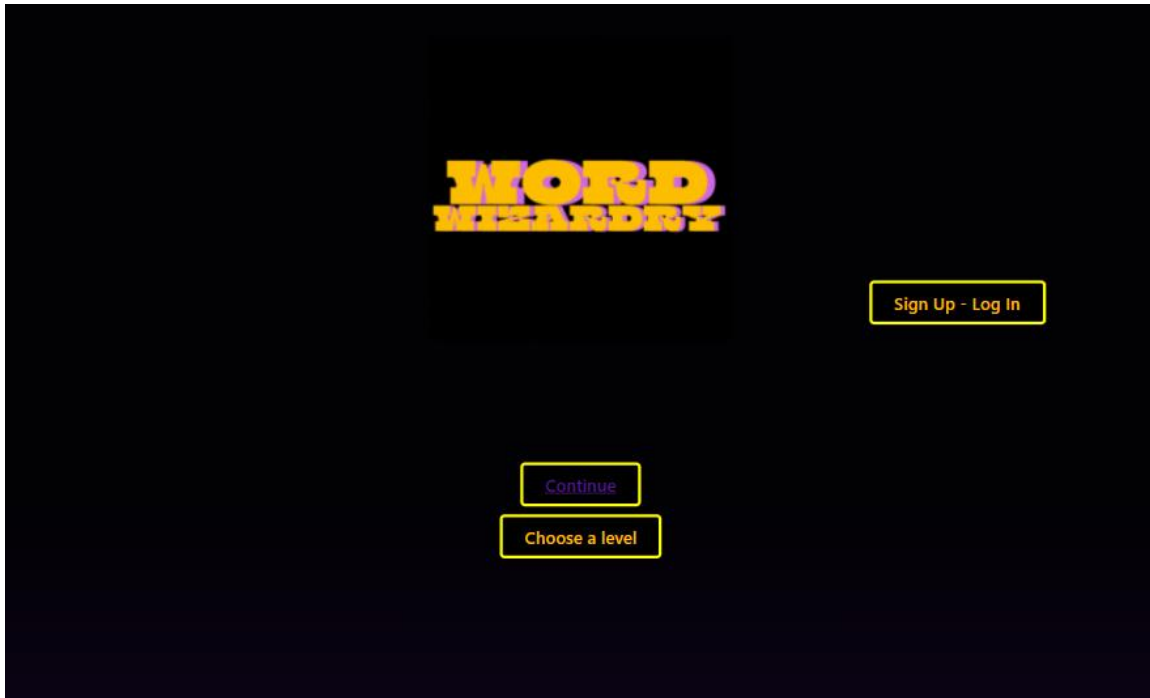 WORD
WIZARDRY
Sign Up - Log In
Continue
Choose a level